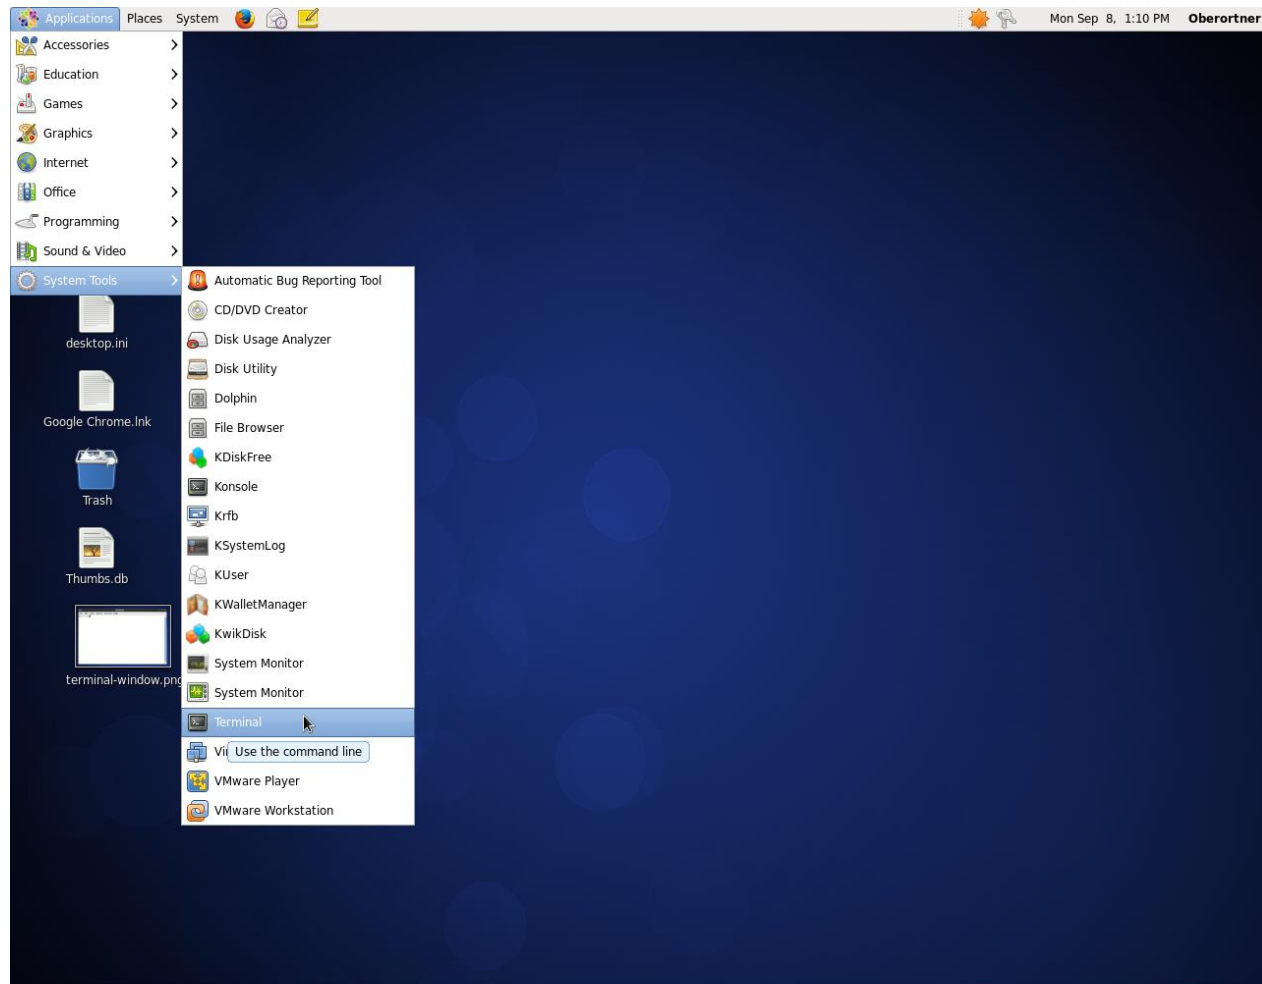 Applications Places System Mon Sep 8, 1:10 PM Oberortner
Accessories
Education
Games
Graphics
Internet
Office
Programming
Sound & Video
System Tools
Automatic Bug Reporting Tool
CD/DVD Creator
Disk Usage Analyzer
Disk Utility
Dolphin
File Browser
KDiskFree
Konsole
Krfb
KSystemLog
KUser
KWalletManager
KwikDisk
System Monitor
System Monitor
Terminal
Use the command line
VMware Player
VMware Workstation
desktop.ini
Google Chrome.lnk
Trash
Thumbs.db
terminal-window.png